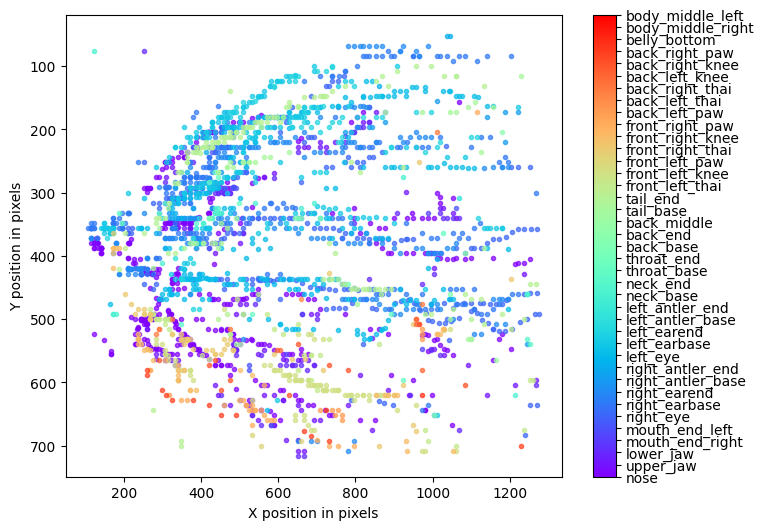 body_middle_left
body_middle_right
belly_bottom
back_right_paw
back_right_knee
back_left_knee
back_right_thai
back_left_thai
back_left_paw
front_right_paw
front_right_knee
front_right_thai
front_left_paw
front_left_knee
front_left_thai
tail_end
tail_base
back_middle
back_end
back_base
throat_end
throat_base
neck_end
neck_base
left_antler_end
left_antler_base
left_earend
left_earbase
left_eye
right_antler_end
right_antler_base
right_earend
right_earbase
right_eye
mouth_end_left
mouth_end_right
lower_jaw
upper_jaw
nose
100
200
300
400
500
600
700
Y position in pixels
200 400 600 800 1000 1200
X position in pixels